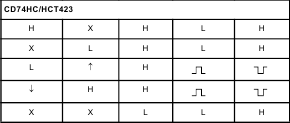 CD74HC/HCT423
H X H L H
X L H L H
L ↑ H
↓ H H
X X L L H